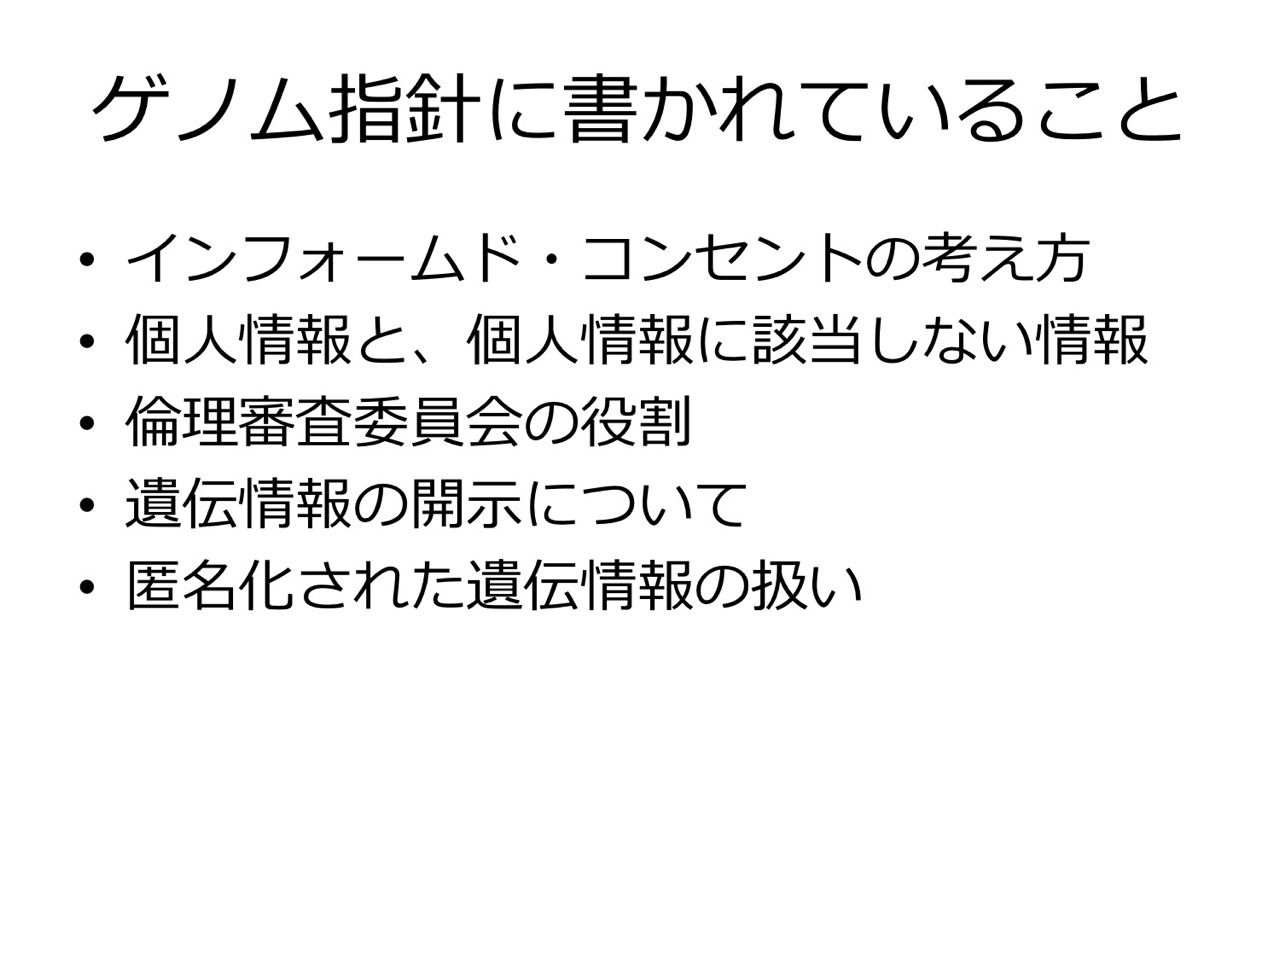 ゲノム指針に書かれていること
• インフォームド・コンセントの考え方
• 個人情報と、個人情報に該当しない情報
• 倫理審査委員会の役割
• 遺伝情報の開示について
• 匿名化された遺伝情報の扱い